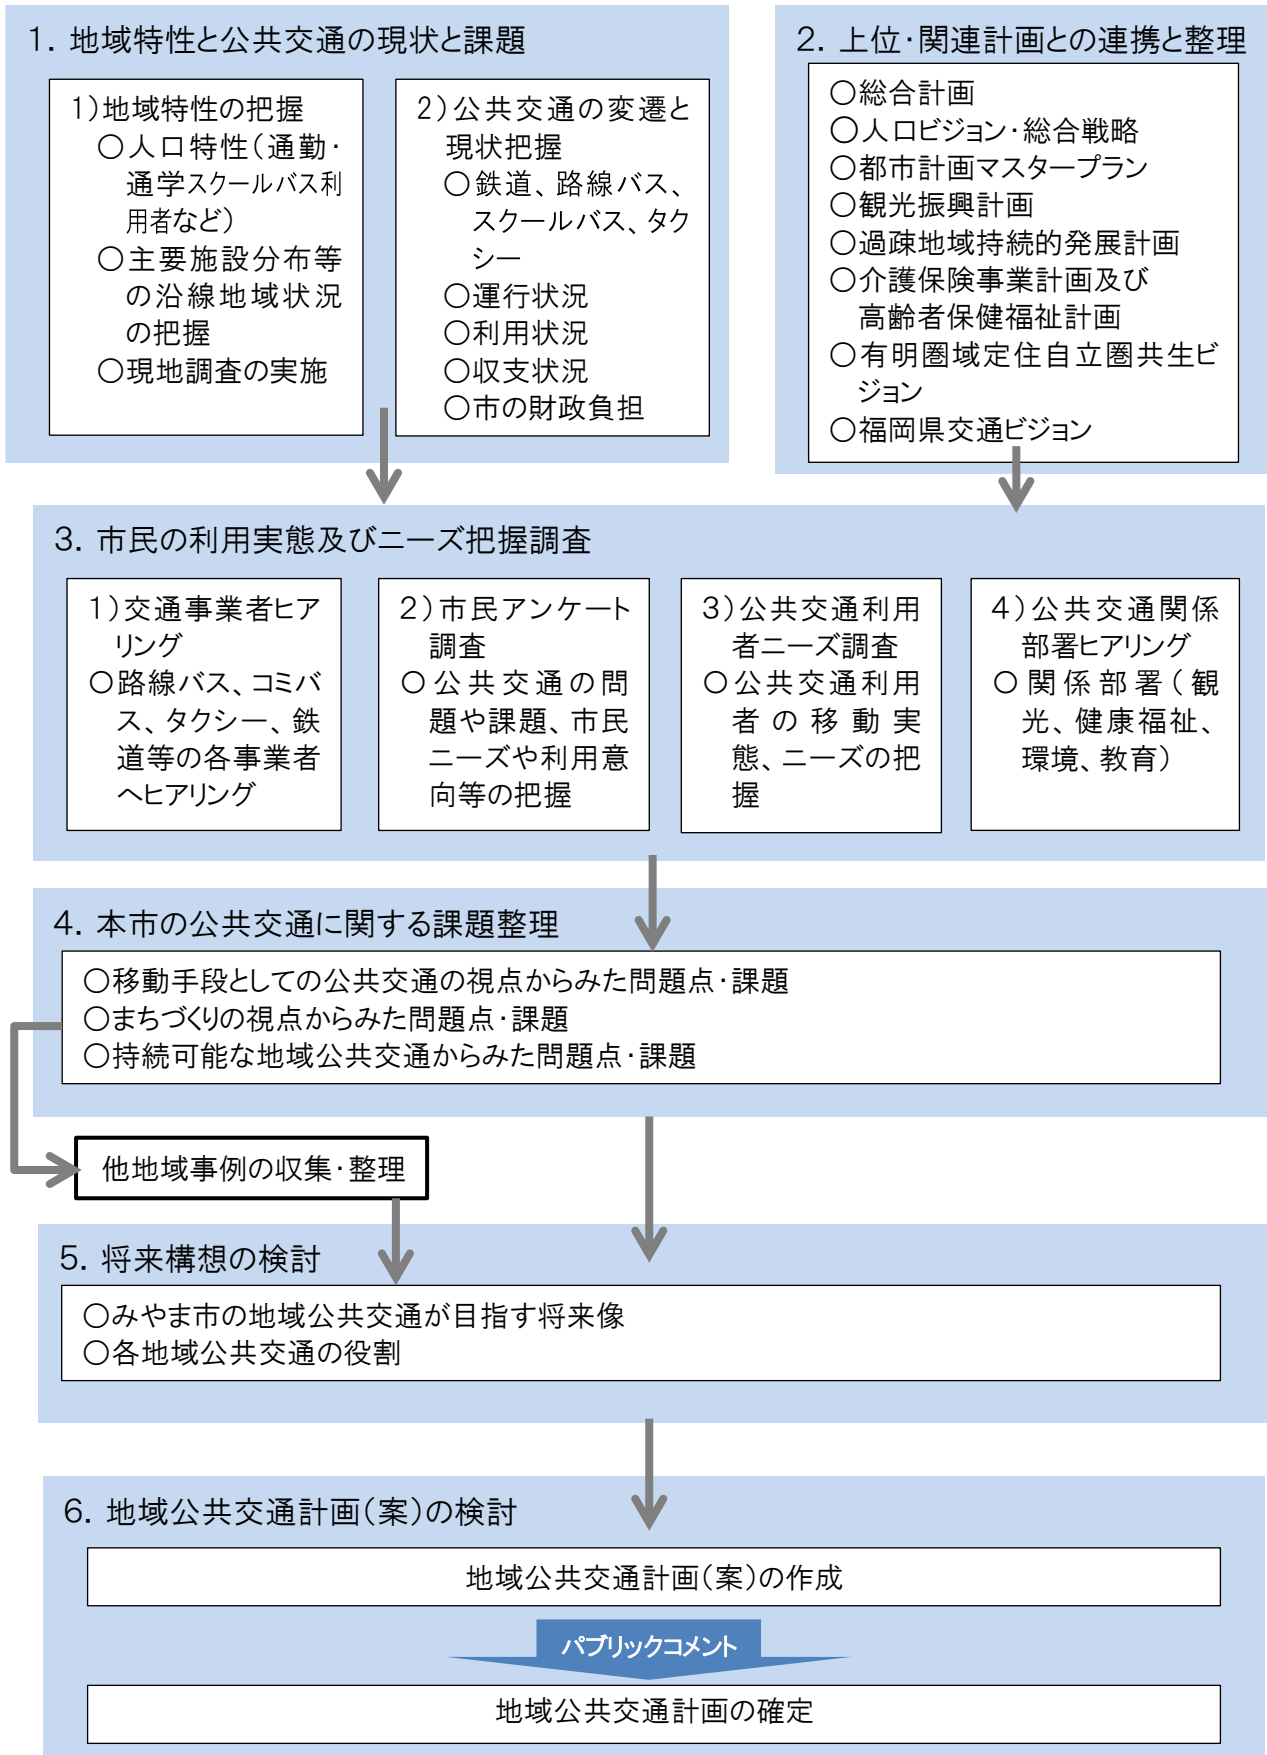 1．地域特性と公共交通の現状と課題
1）地域特性の把握
○人口特性（通勤・
通学スクールバス利
用者など）
○主要施設分布等
の沿線地域状況
の把握
○現地調査の実施
2）公共交通の変遷と
現状把握
○鉄道、路線バス、
スクールバス、タク
シー
○運行状況
○利用状況
○収支状況
○市の財政負担
2．上位・関連計画との連携と整理
○総合計画
○人口ビジョン・総合戦略
○都市計画マスタープラン
○観光振興計画
○過疎地域持続的発展計画
○介護保険事業計画及び
高齢者保健福祉計画
○有明圏域定住自立圏共生ビ
ジョン
○福岡県交通ビジョン
3．市民の利用実態及びニーズ把握調査
1）交通事業者ヒア
リング
○路線バス、コミバ
ス、タクシー、鉄
道等の各事業者
へヒアリング
2）市民アンケート
調査
○公共交通の問
題や課題、市民
ニーズや利用意
向等の把握
3）公共交通利用
者ニーズ調査
○公共交通利用
者の移動実
態、ニーズの把
握
4）公共交通関係
部署ヒアリング
○関係部署（観
光、健康福祉、
環境、教育）
4．本市の公共交通に関する課題整理
○移動手段としての公共交通の視点からみた問題点・課題
○まちづくりの視点からみた問題点・課題
○持続可能な地域公共交通からみた問題点・課題
他地域事例の収集・整理
5．将来構想の検討
○みやま市の地域公共交通が目指す将来像
○各地域公共交通の役割
6．地域公共交通計画（案）の検討
地域公共交通計画（案）の作成
パブリックコメント
地域公共交通計画の確定